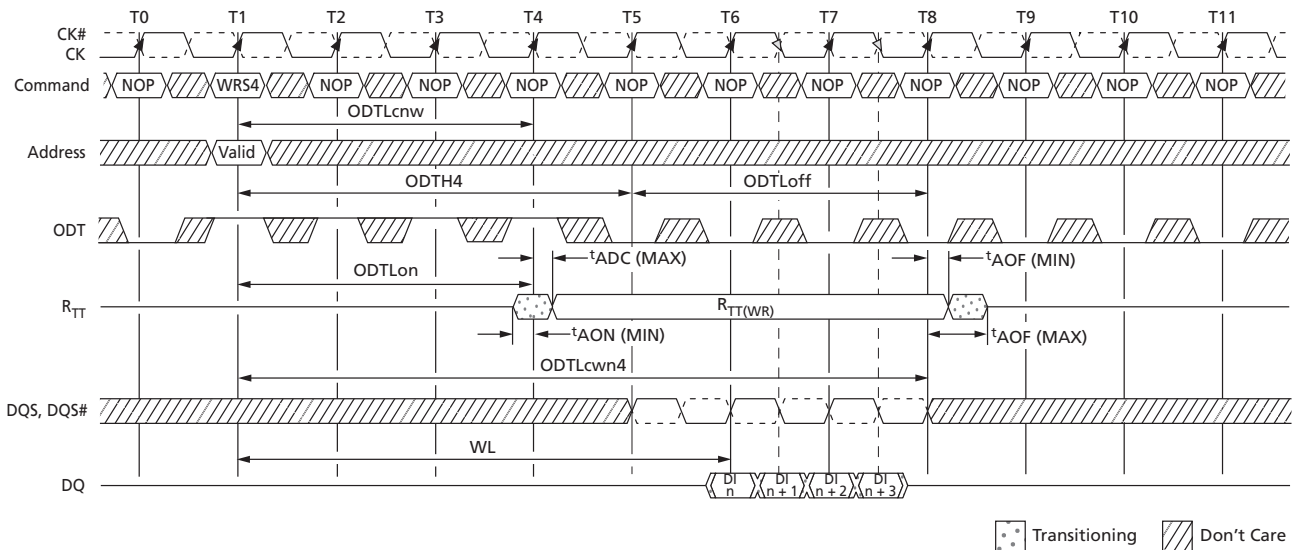 T0 T1 T2 T3 T4 T5 T6 T7 T8 T9 T10 T11
CK#
CK
Command NOP WRS4 NOP NOP NOP NOP NOP NOP NOP NOP NOP NOP
ODTLcnw
Address Valid
ODTH4 ODTLoff
ODT
tADC (MAX) tAOF (MIN)
ODTLon
RTT RTT(WR)
tAON (MIN) tAOF (MAX)
ODTLcwn4
DQS, DQS#
WL
DQ DI n DI n + 1 DI n + 2 DI n + 3
Transitioning Don't Care